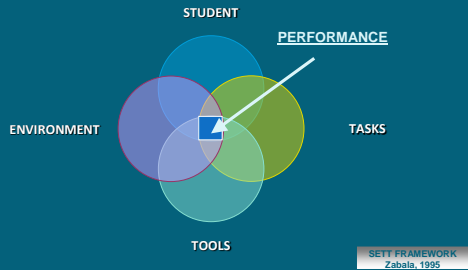 STUDENT
PERFORMANCE
ENVIRONMENT
TASKS
TOOLS
SETT FRAMEWORK
Zabala, 1995